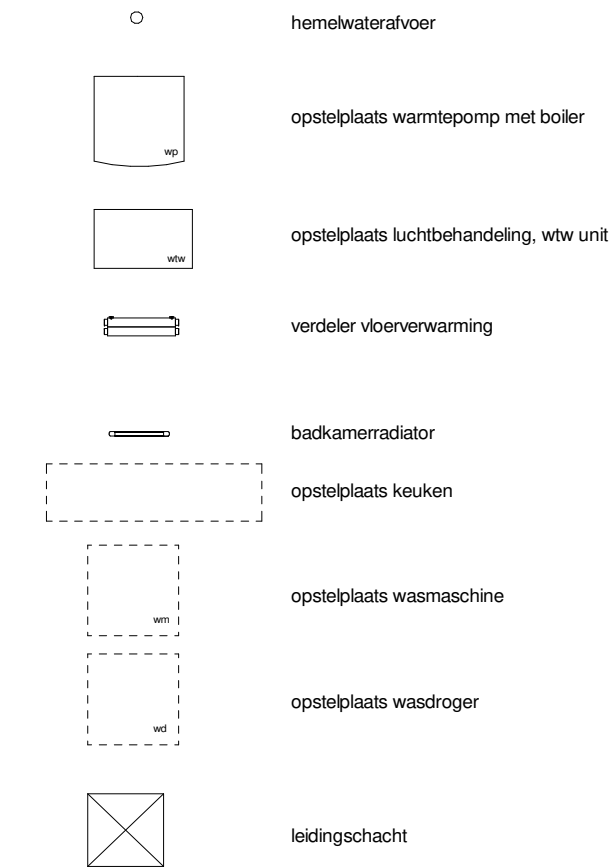 hemelwaterafvoer
wp
opstelplaats warmtepomp met boiler
wtw
opstelplaats luchtbehandeling, wtw unit
verdeler vloerverwarming
badkamerradiator
opstelplaats keuken
wm
opstelplaats wasmaschine
wd
opstelplaats wasdroger
leidingschacht